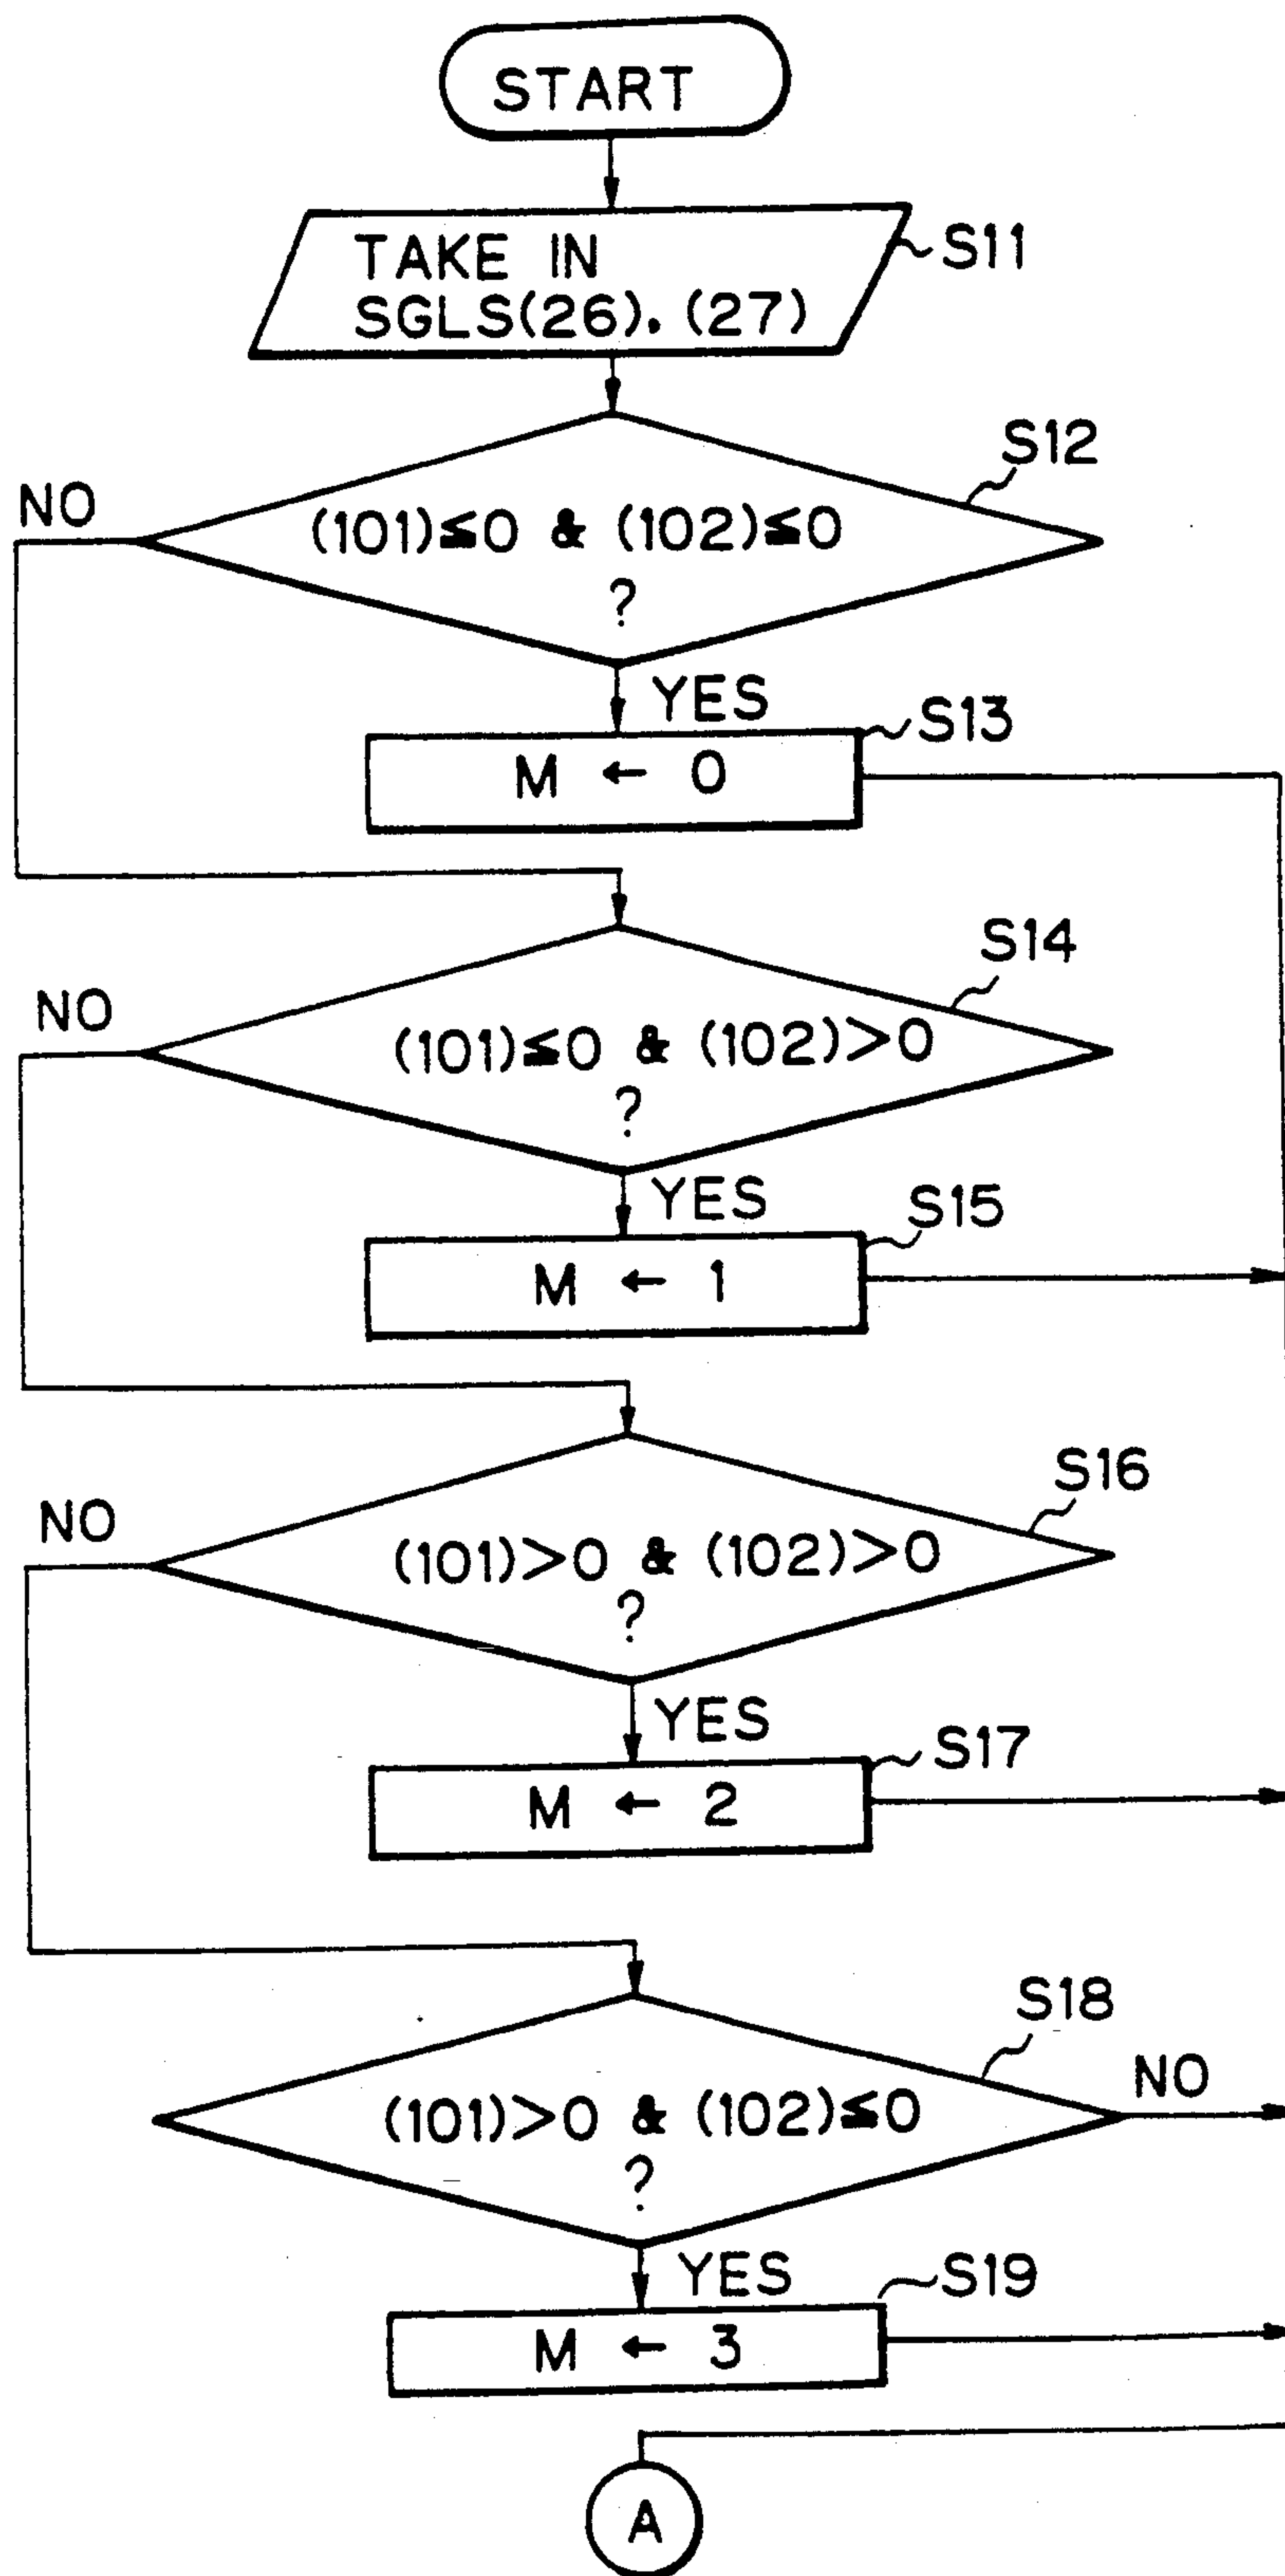 START
TAKE IN
SGLS(26). (27)
S11
S12
NO
(101)≦0 & (102)≦0
?
YES
S13
M ← 0
S14
NO
(101)≦0 & (102)>0
?
YES
S15
M ← 1
S16
NO
(101)>0 & (102)>0
?
YES
S17
M ← 2
S18
NO
(101)>0 & (102)≦0
?
YES
S19
M ← 3
A